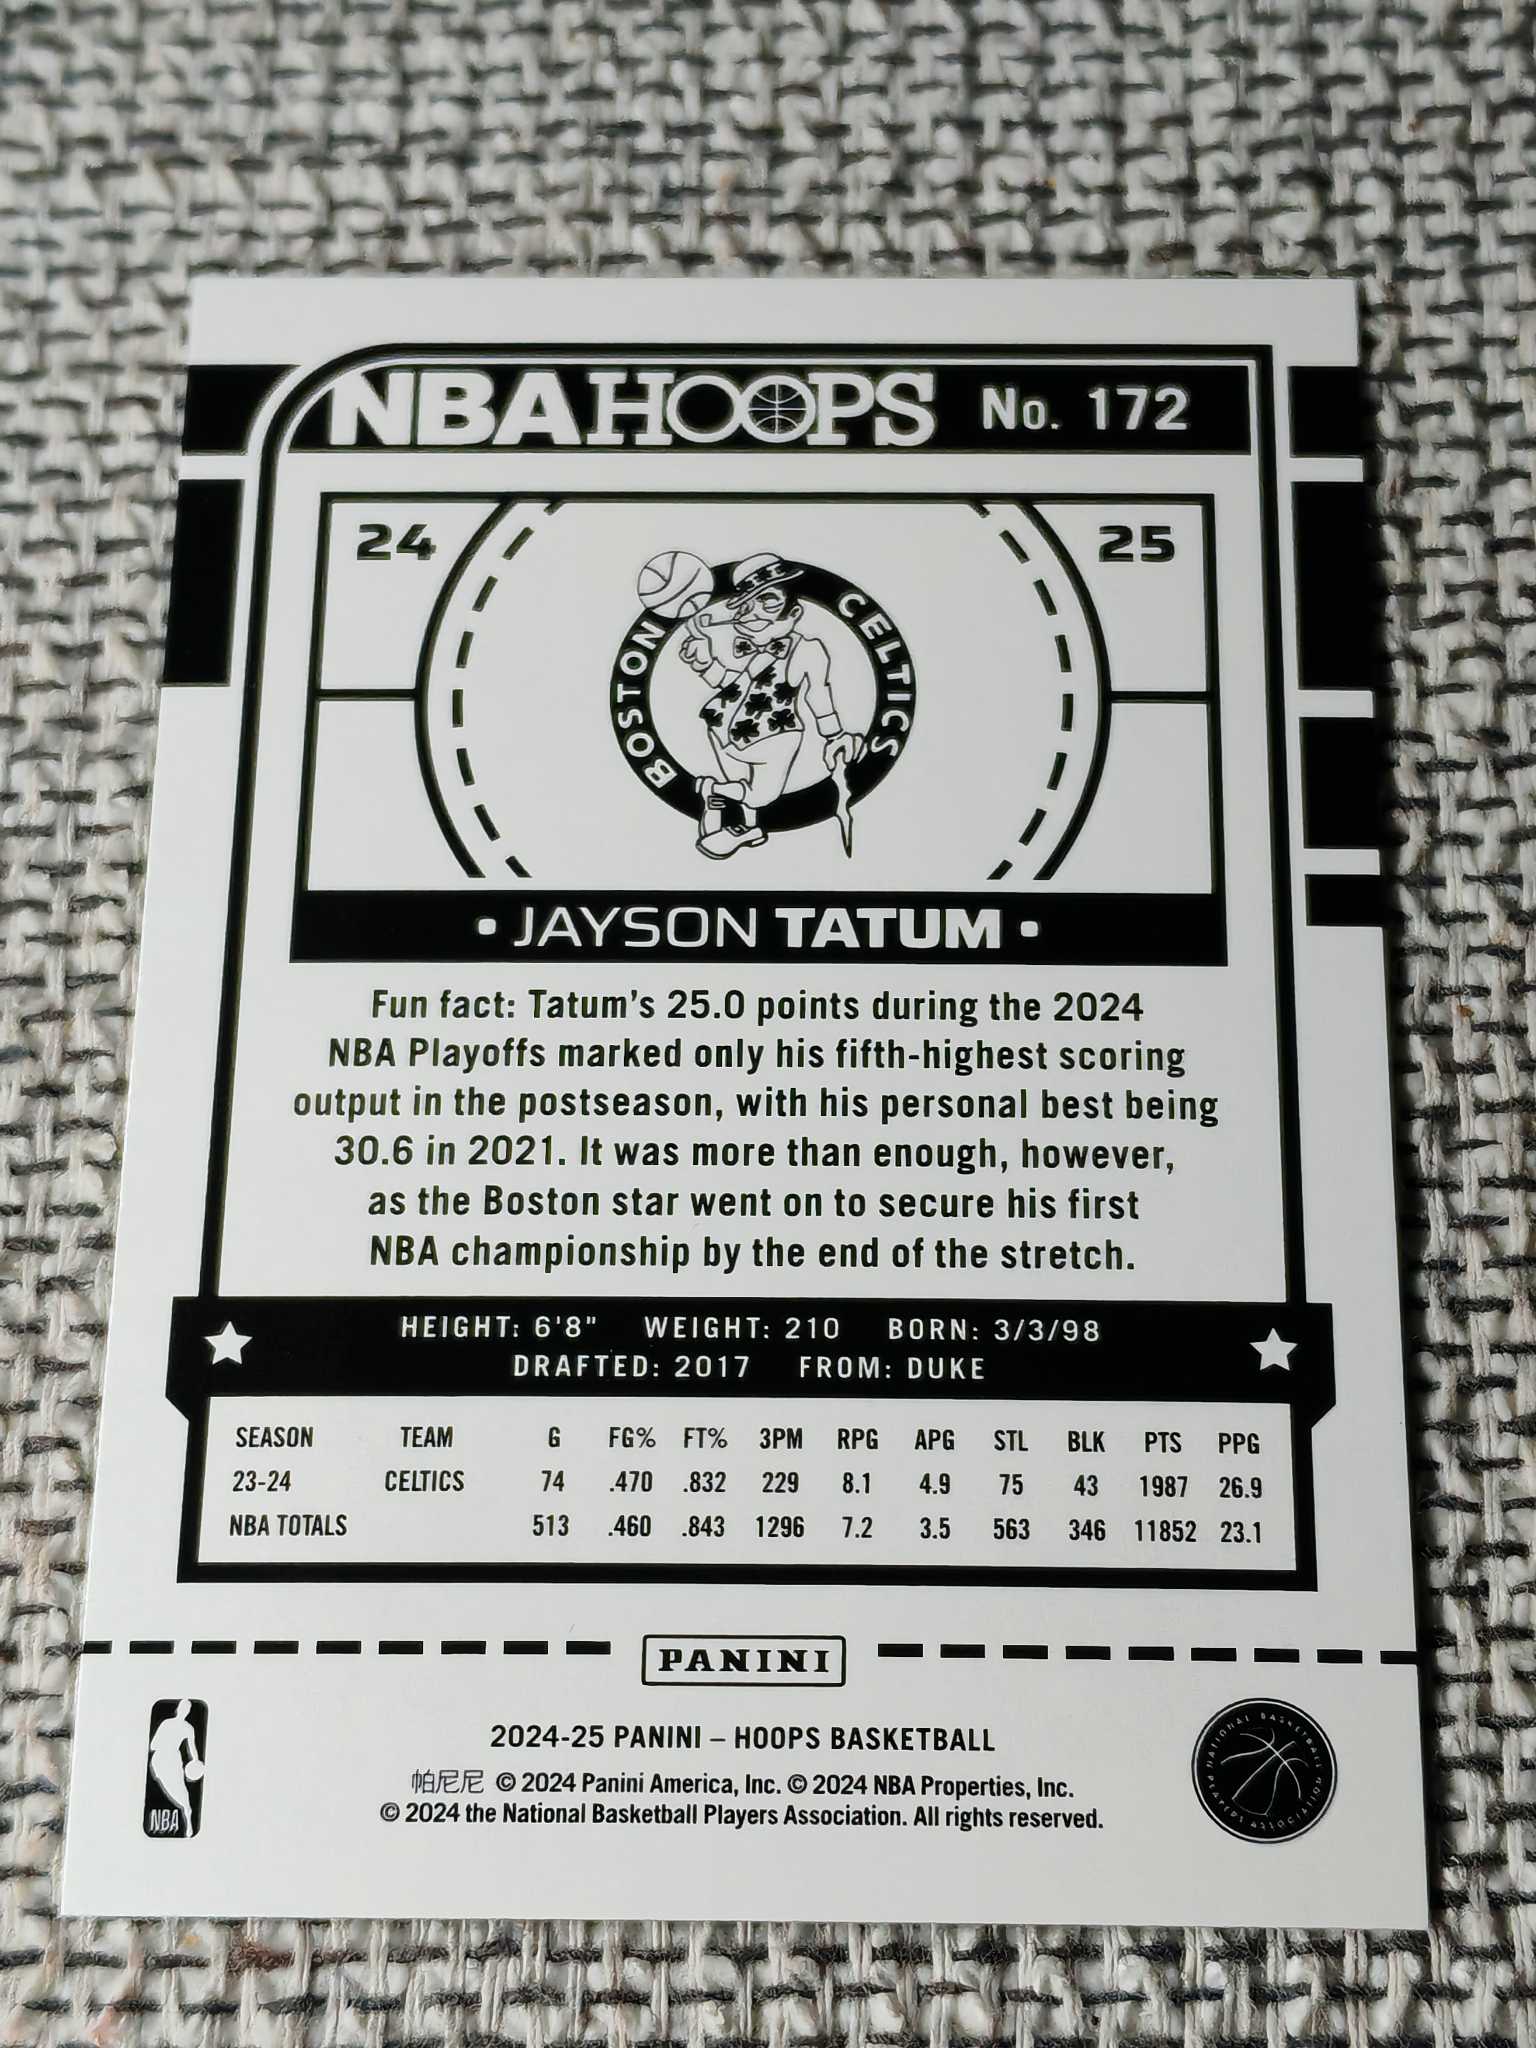 NBA HOOPS No. 172
24 25
BOSTON CELTICS
· JAYSON TATUM ·
Fun fact: Tatum's 25.0 points during the 2024
NBA Playoffs marked only his fifth-highest scoring
output in the postseason, with his personal best being
30.6 in 2021. It was more than enough, however,
as the Boston star went on to secure his first
NBA championship by the end of the stretch.
HEIGHT: 6'8" WEIGHT: 210 BORN: 3/3/98
DRAFTED: 2017 FROM: DUKE
SEASON TEAM G FG% FT% 3PM RPG APG STL BLK PTS PPG
23-24 CELTICS 74 .470 .832 229 8.1 4.9 75 43 1987 26.9
NBA TOTALS 513 .460 .843 1296 7.2 3.5 563 346 11852 23.1
PANINI
2024-25 PANINI – HOOPS BASKETBALL
帕尼尼 © 2024 Panini America, Inc. © 2024 NBA Properties, Inc.
© 2024 the National Basketball Players Association. All rights reserved.
NBA
NATIONAL BASKETBALL PLAYERS ASSOCIATION